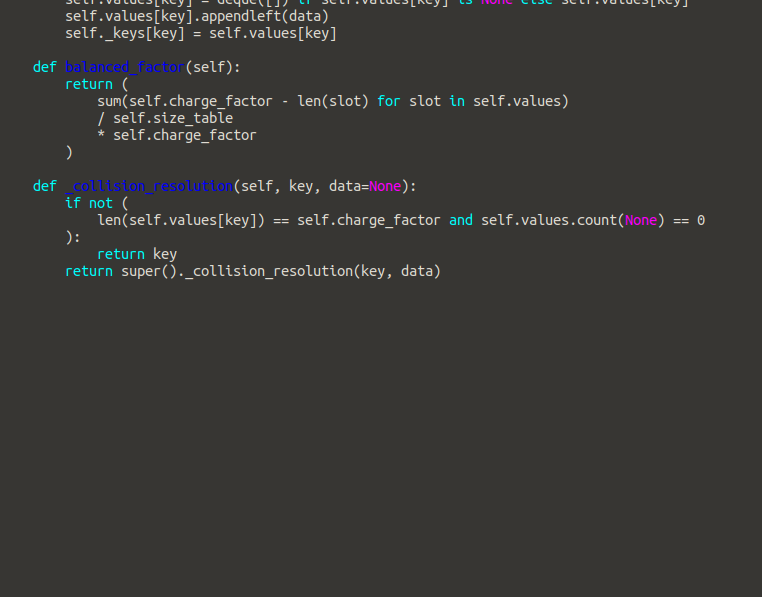 self.values[key] = deque([]) if self.values[key] is None else self.values[key]
        self.values[key].appendleft(data)
        self._keys[key] = self.values[key]

    def balanced_factor(self):
        return (
            sum(self.charge_factor - len(slot) for slot in self.values)
            / self.size_table
            * self.charge_factor
        )

    def _collision_resolution(self, key, data=None):
        if not (
            len(self.values[key]) == self.charge_factor and self.values.count(None) == 0
        ):
            return key
        return super()._collision_resolution(key, data)